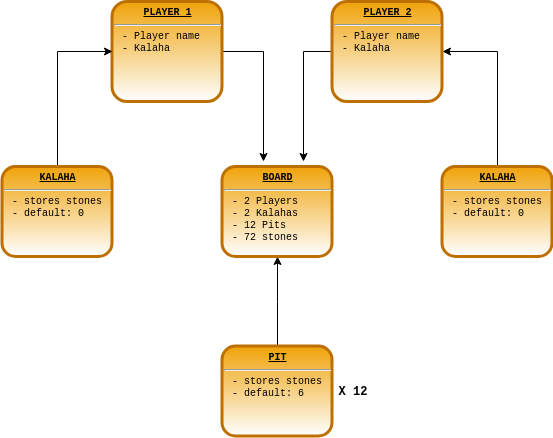 PLAYER 1
- Player name
- Kalaha
PLAYER 2
- Player name
- Kalaha
KALAHA
- stores stones
- default: 0
BOARD
- 2 Players
- 2 Kalahas
- 12 Pits
- 72 stones
KALAHA
- stores stones
- default: 0
PIT
- stores stones
- default: 6
X 12